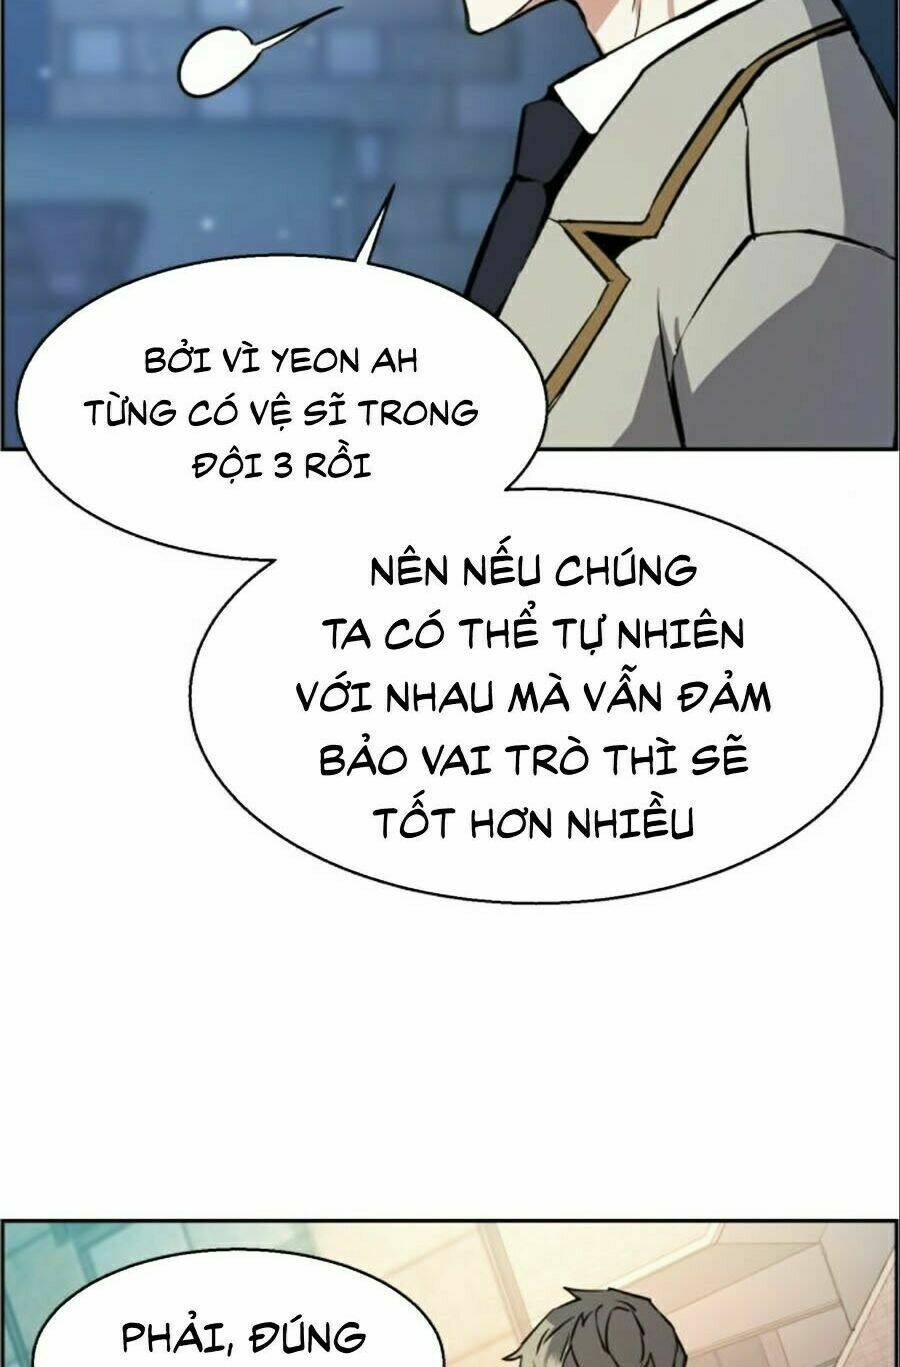 BỞI VÌ YEON AH
TỪNG CÓ VỆ SĨ TRONG
ĐỘI 3 RỒI
NÊN NẾU CHÚNG
TA CÓ THỂ TỰ NHIÊN
VỚI NHAU MÀ VẪN ĐẢM
BẢO VAI TRÒ THÌ SẼ
TỐT HƠN NHIỀU
PHẢI, ĐÚNG